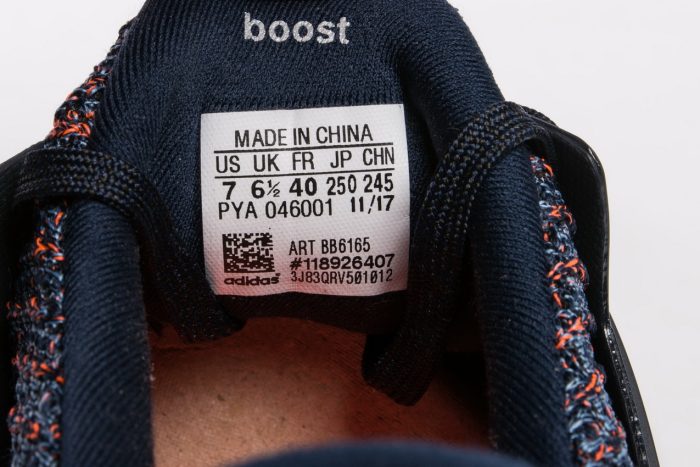 boost
MADE IN CHINA
US UK FR JP CHN
7 6½ 40 250 245
PYA 046001 11/17
ART BB6165
#118926407
adidas 3J83QRV501012